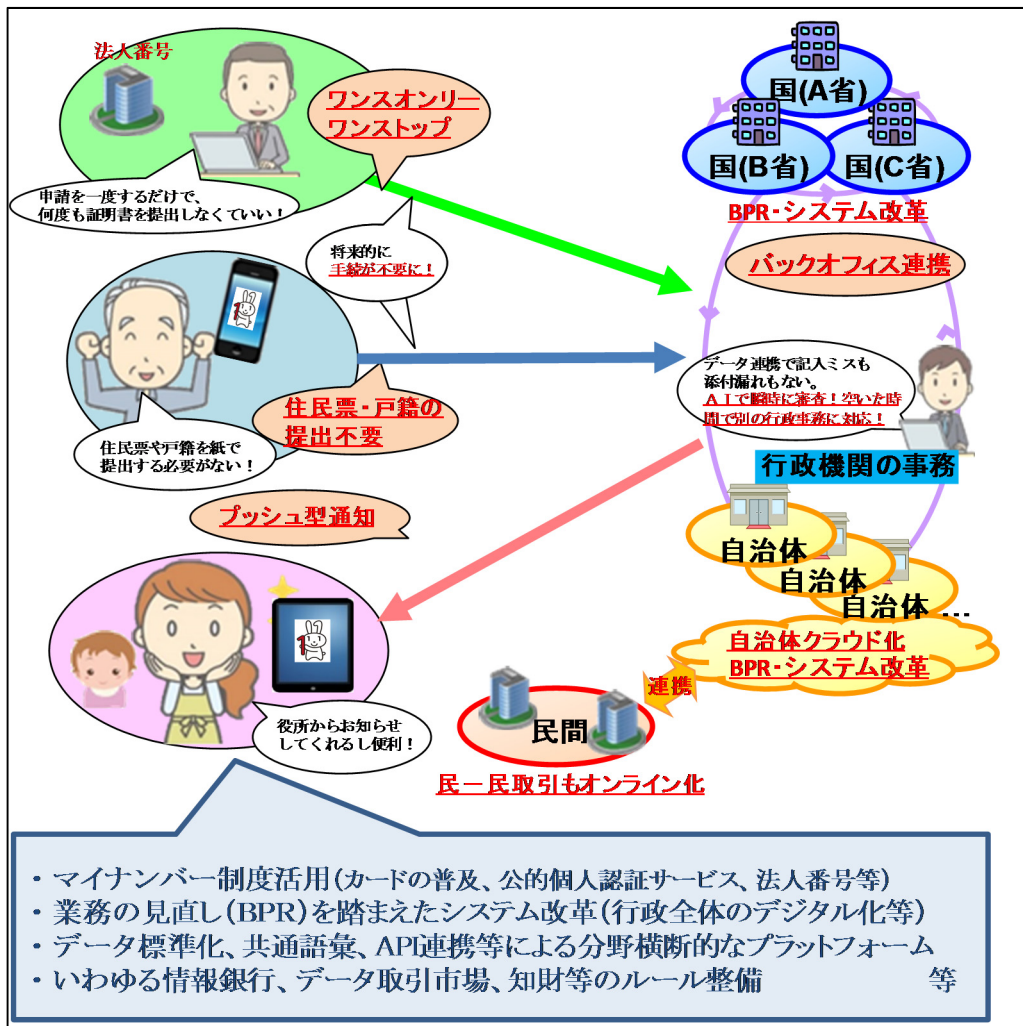 法人番号
ワンスオンリー
ワンストップ
申請を一度するだけで、
何度も証明書を提出しなくていい！
将来的に
手続が不要に！
住民票・戸籍の
提出不要
住民票や戸籍を紙で
提出する必要がない！
プッシュ型通知
役所からお知らせ
してくれるし便利！
国(A省)
国(B省)
国(C省)
BPR・システム改革
バックオフィス連携
データ連携で記入ミスも
添付漏れもない。
ＡＩで瞬時に審査！空いた時
間で別の行政事務に対応！
行政機関の事務
自治体
自治体
自治体 …
自治体クラウド化
BPR・システム改革
連携
民間
民－民取引もオンライン化
・マイナンバー制度活用(カードの普及、公的個人認証サービス、法人番号等)
・業務の見直し(BPR)を踏まえたシステム改革(行政全体のデジタル化等)
・データ標準化、共通語彙、API連携等による分野横断的なプラットフォーム
・いわゆる情報銀行、データ取引市場、知財等のルール整備　　　　　等